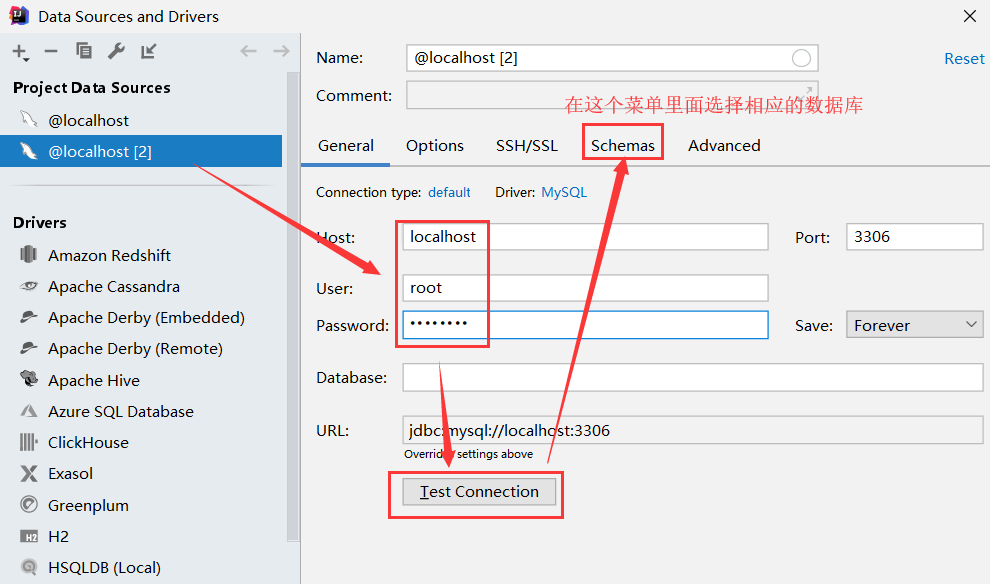 Data Sources and Drivers
Project Data Sources
@localhost
@localhost [2]
Drivers
Amazon Redshift
Apache Cassandra
Apache Derby (Embedded)
Apache Derby (Remote)
Apache Hive
Azure SQL Database
ClickHouse
Exasol
Greenplum
H2
HSQLDB (Local)
Name: @localhost [2] Reset
Comment:
在这个菜单里面选择相应的数据库
General Options SSH/SSL Schemas Advanced
Connection type: default Driver: MySQL
Host: localhost Port: 3306
User: root
Password: •••••••• Save: Forever
Database:
URL: jdbc:mysql://localhost:3306
Overrides settings above
Test Connection